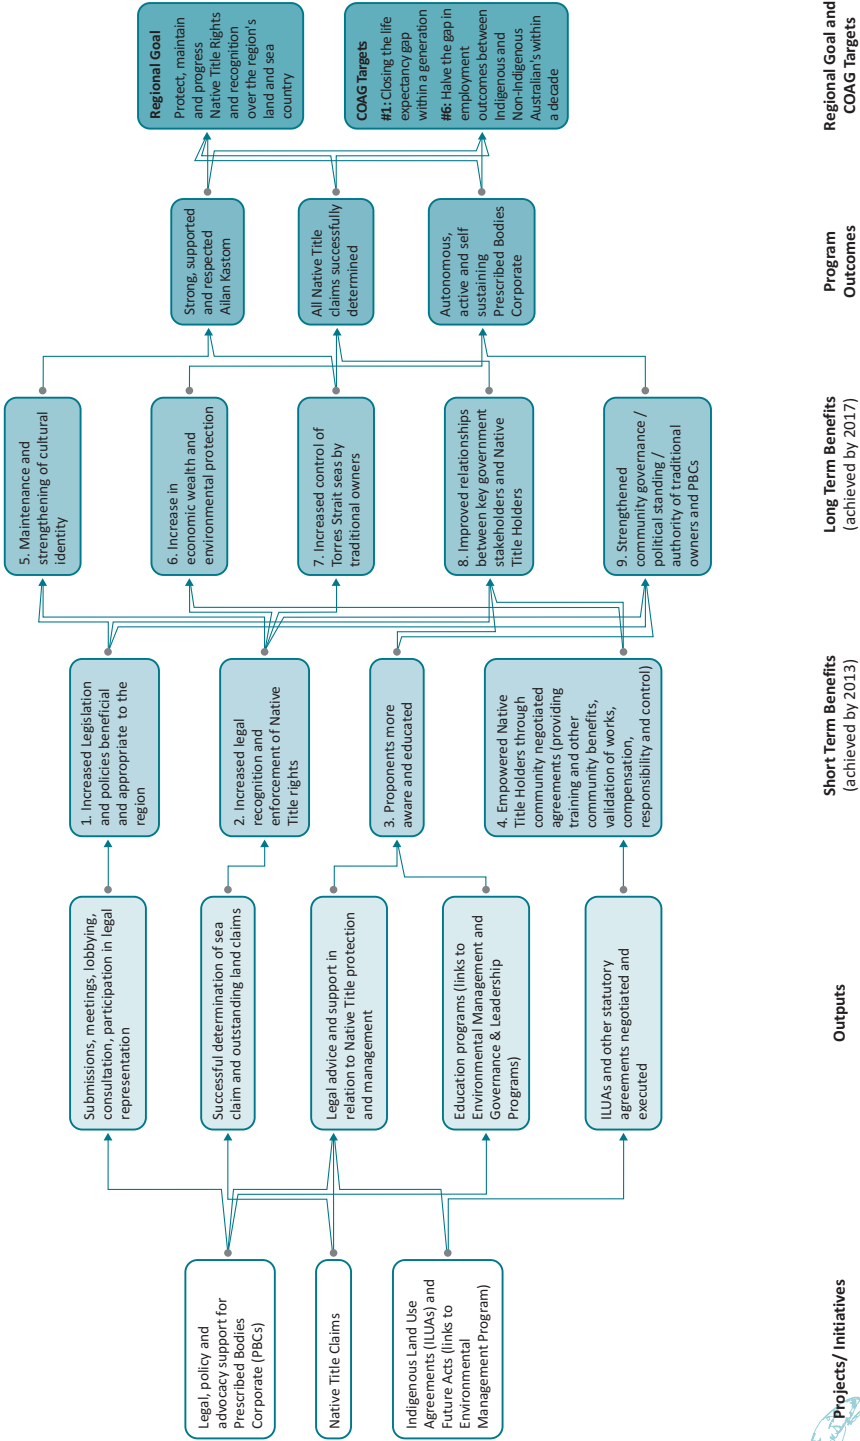 Legal, policy and
advocacy support for
Prescribed Bodies
Corporate (PBCs)
Native Title Claims
Indigenous Land Use
Agreements (ILUAs) and
Future Acts (links to
Environmental
Management Program)
Projects/ Initiatives
Submissions, meetings, lobbying,
consultation, participation in legal
representation
Successful determination of sea
claim and outstanding land claims
Legal advice and support in
relation to Native Title protection
and management
Education programs (links to
Environmental Management and
Governance & Leadership
Programs)
ILUAs and other statutory
agreements negotiated and
executed
Outputs
1. Increased Legislation
and policies beneficial
and appropriate to the
region
2. Increased legal
recognition and
enforcement of Native
Title rights
3. Proponents more
aware and educated
4. Empowered Native
Title Holders through
community negotiated
agreements (providing
training and other
community benefits,
validation of works,
compensation,
responsibility and control)
Short Term Benefits
(achieved by 2013)
5. Maintenance and
strengthening of cultural
identity
6. Increase in
economic wealth and
environmental protection
7. Increased control of
Torres Strait seas by
traditional owners
8. Improved relationships
between key government
stakeholders and Native
Title Holders
9. Strengthened
community governance /
political standing /
authority of traditional
owners and PBCs
Long Term Benefits
(achieved by 2017)
Strong, supported
and respected
Ailan Kastom
All Native Title
claims successfully
determined
Autonomous,
active and self
sustaining
Prescribed Bodies
Corporate
Program
Outcomes
Regional Goal
Protect, maintain
and progress
Native Title Rights
and recognition
over the region's
land and sea
country
COAG Targets
#1: Closing the life
expectancy gap
within a generation
#6: Halve the gap in
employment
outcomes between
Indigenous and
Non-Indigenous
Australian's within
a decade
Regional Goal and
COAG Targets